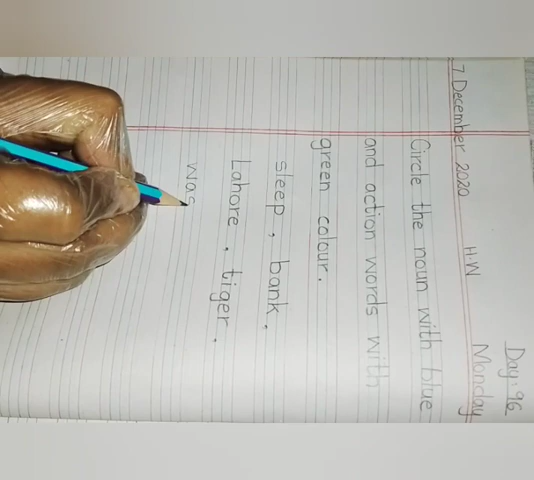 Day: 96
7 December 2020 H.W Monday
Circle the noun with blue
and action words with
green colour.
sleep, bank,
Lahore, tiger,
was